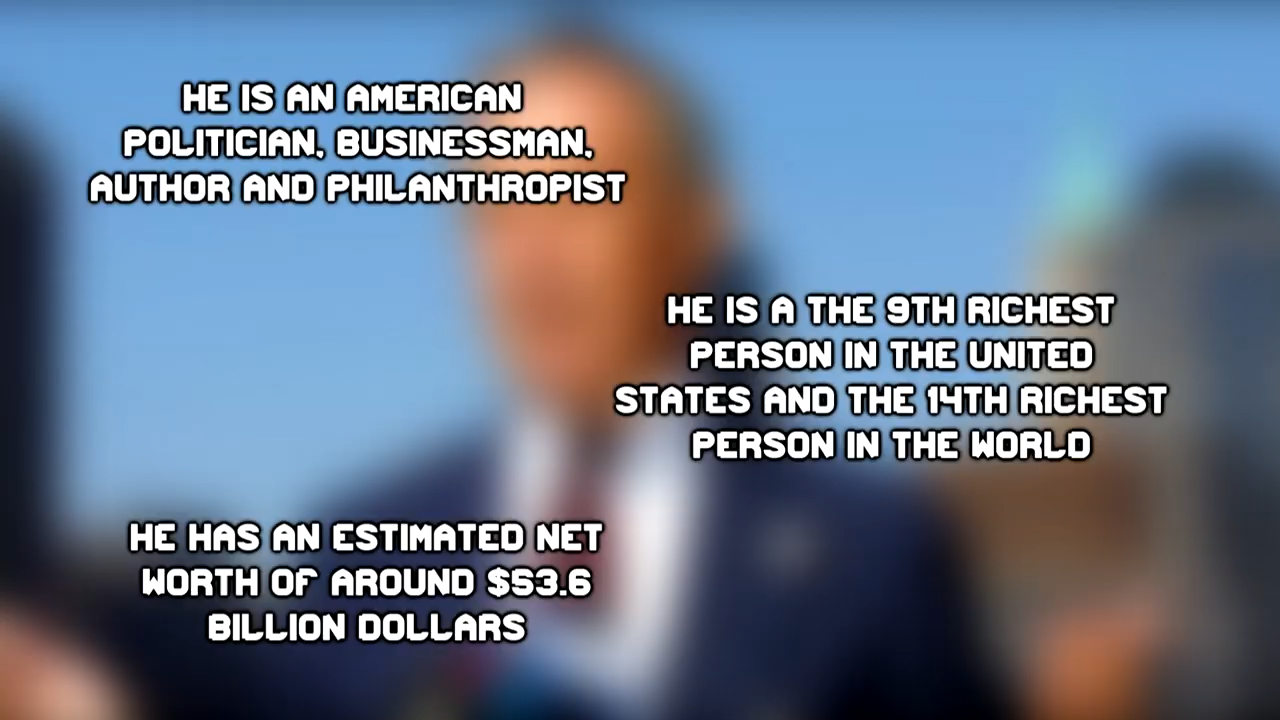 HE IS AN AMERICAN
POLITICIAN, BUSINESSMAN,
AUTHOR AND PHILANTHROPIST
HE IS A THE 9TH RICHEST
PERSON IN THE UNITED
STATES AND THE 14TH RICHEST
PERSON IN THE WORLD
HE HAS AN ESTIMATED NET
WORTH OF AROUND $53.6
BILLION DOLLARS